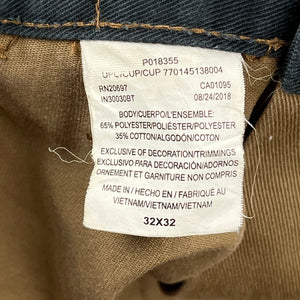 P018355
UPC/CUP/CUP 770145138004
RN20697 CA01095
IN30030BT 08/24/2018
BODY/CUERPO/L'ENSEMBLE:
65% POLYESTER/POLIÉSTER/POLYESTER
35% COTTON/ALGODÓN/COTON
EXCLUSIVE OF DECORATION/TRIMMINGS
EXCLUSIVO PARA DECORACIÓN/ADORNOS
ORNEMENT ET GARNITURE NON COMPRIS
MADE IN / HECHO EN / FABRIQUÉ AU
VIETNAM/VIETNAM/VIETNAM
32X32